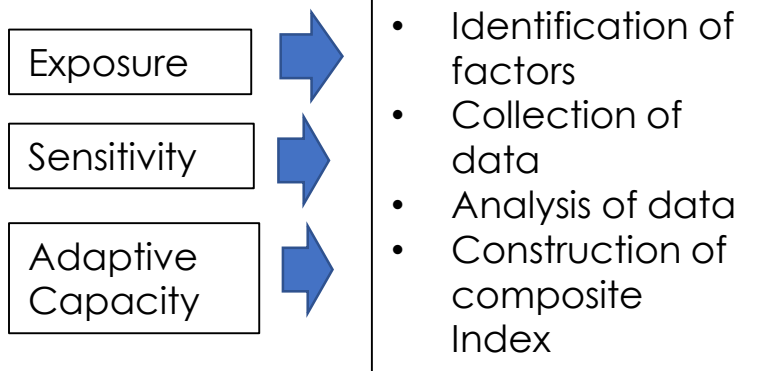 Exposure
Sensitivity
Adaptive
Capacity
• Identification of
factors
• Collection of
data
• Analysis of data
• Construction of
composite
Index